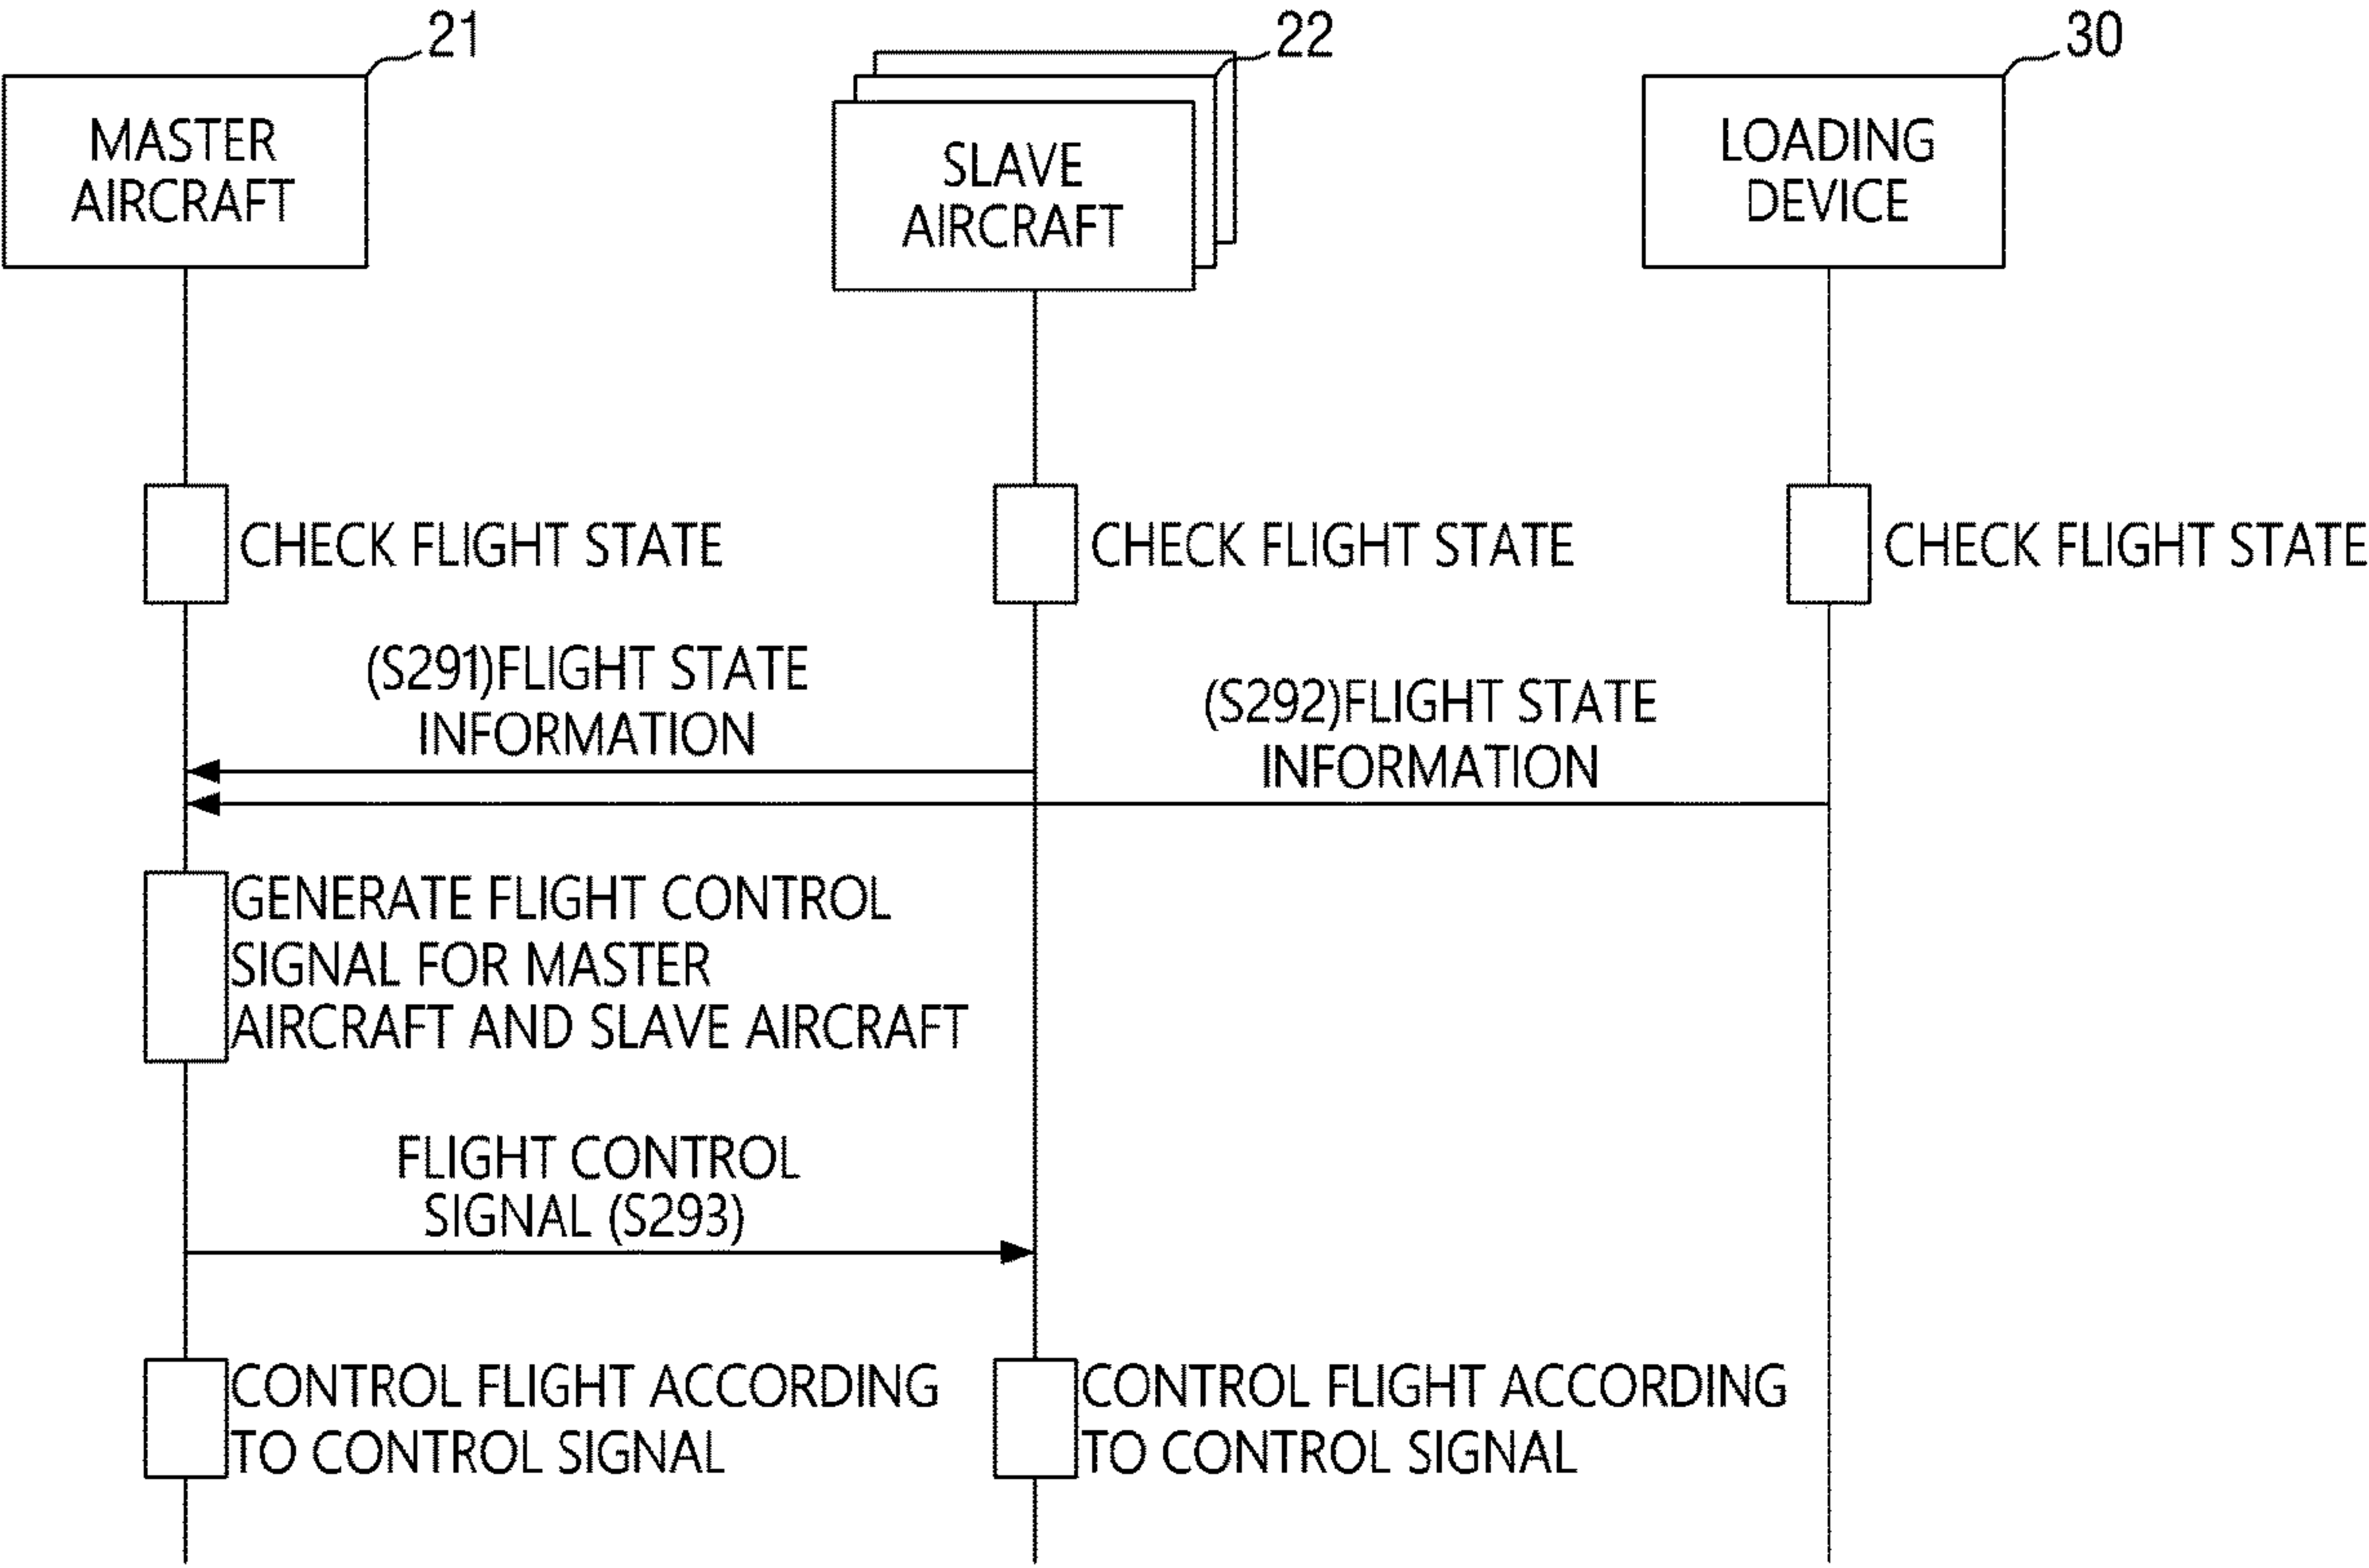 21
22
30
MASTER
AIRCRAFT
SLAVE
AIRCRAFT
LOADING
DEVICE
CHECK FLIGHT STATE
CHECK FLIGHT STATE
CHECK FLIGHT STATE
(S291)FLIGHT STATE
INFORMATION
(S292)FLIGHT STATE
INFORMATION
GENERATE FLIGHT CONTROL
SIGNAL FOR MASTER
AIRCRAFT AND SLAVE AIRCRAFT
FLIGHT CONTROL
SIGNAL (S293)
CONTROL FLIGHT ACCORDING
TO CONTROL SIGNAL
CONTROL FLIGHT ACCORDING
TO CONTROL SIGNAL